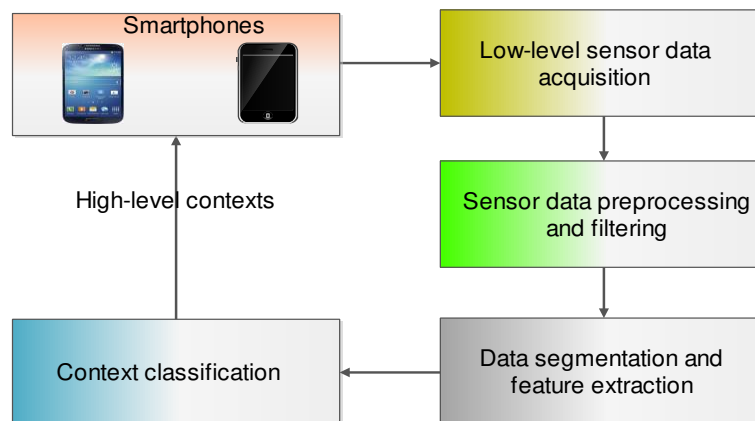 Smartphones
Low-level sensor data
acquisition
Sensor data preprocessing
and filtering
Data segmentation and
feature extraction
Context classification
High-level contexts